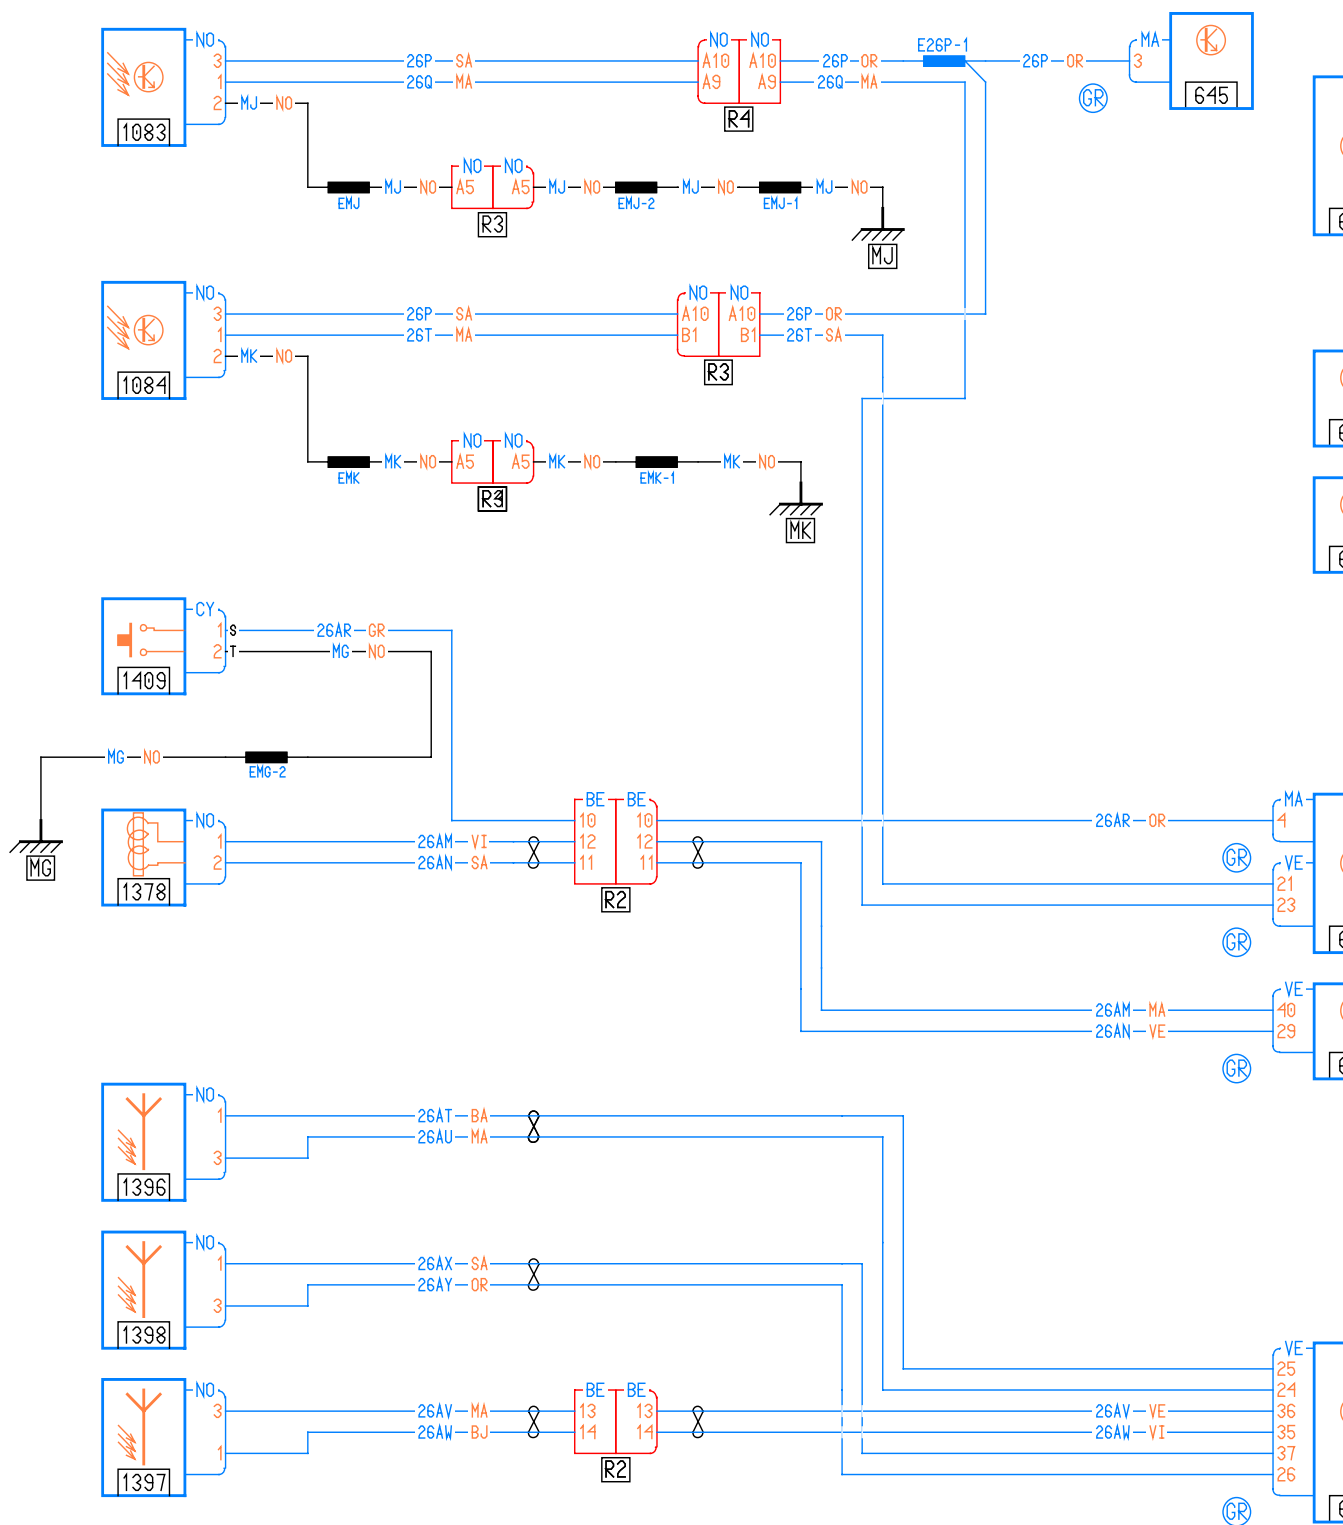 NO NO NO E26P-1 MA
3 26P SA A10 A10 26P OR 26P OR 3
1 26Q MA A9 A9 26Q MA GR 645
2 MJ NO R4
1083
NO NO
MJ NO A5 A5 MJ NO MJ NO MJ NO
EMJ R3 EMJ-2 EMJ-1
MJ
NO NO NO
3 26P SA A10 A10 26P OR
1 26T MA B1 B1 26T SA
2 MK NO R3
1084
NO NO
MK NO A5 A5 MK NO MK NO
EMK EMK-1
MK
CY
1 S 26AR GR
2 T MG NO
1409
MG NO
EMG-2
BE BE MA
NO 10 10 26AR OR 4
1 26AM VI 12 12
2 26AN SA 11 11 GR VE
MG 1378 R2 21
23
GR
VE
26AM MA 40
26AN VE 29
GR
NO
1 26AT BA
26AU MA
3
1396
NO
1 26AX SA
26AY OR
3
1398
VE
25
NO BE BE 24
3 26AV MA 13 13 26AV VE 36
26AW BJ 14 14 26AW VI 35
1 37
1397 R2 26
GR